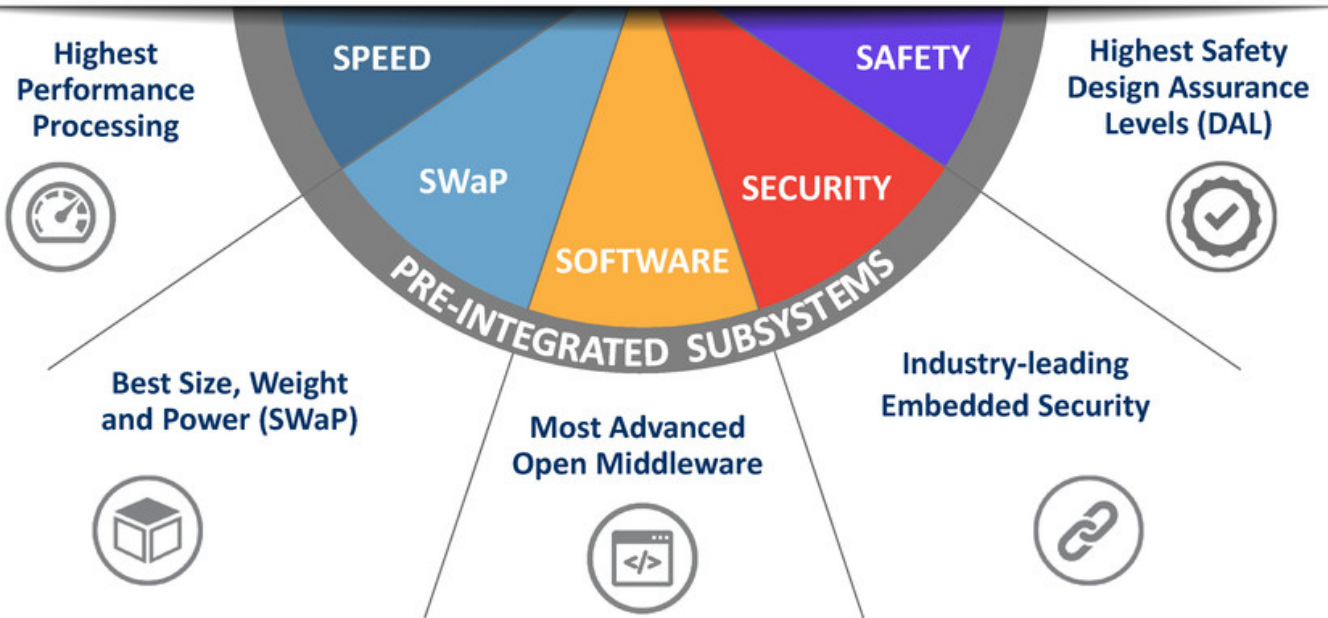 Highest
Performance
Processing
SPEED
SAFETY
Highest Safety
Design Assurance
Levels (DAL)
SWaP
SECURITY
SOFTWARE
PRE-INTEGRATED SUBSYSTEMS
Best Size, Weight
and Power (SWaP)
Most Advanced
Open Middleware
Industry-leading
Embedded Security
</>